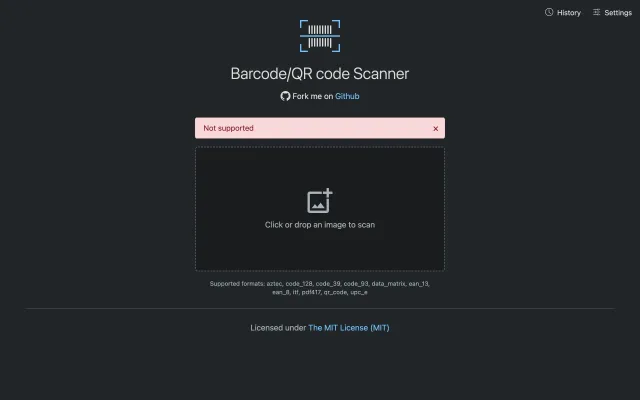 History
Settings
Barcode/QR code Scanner
Fork me on Github
Not supported
×
Click or drop an image to scan
Supported formats: aztec, code_128, code_39, code_93, data_matrix, ean_13,
ean_8, itf, pdf417, qr_code, upc_e
Licensed under The MIT License (MIT)